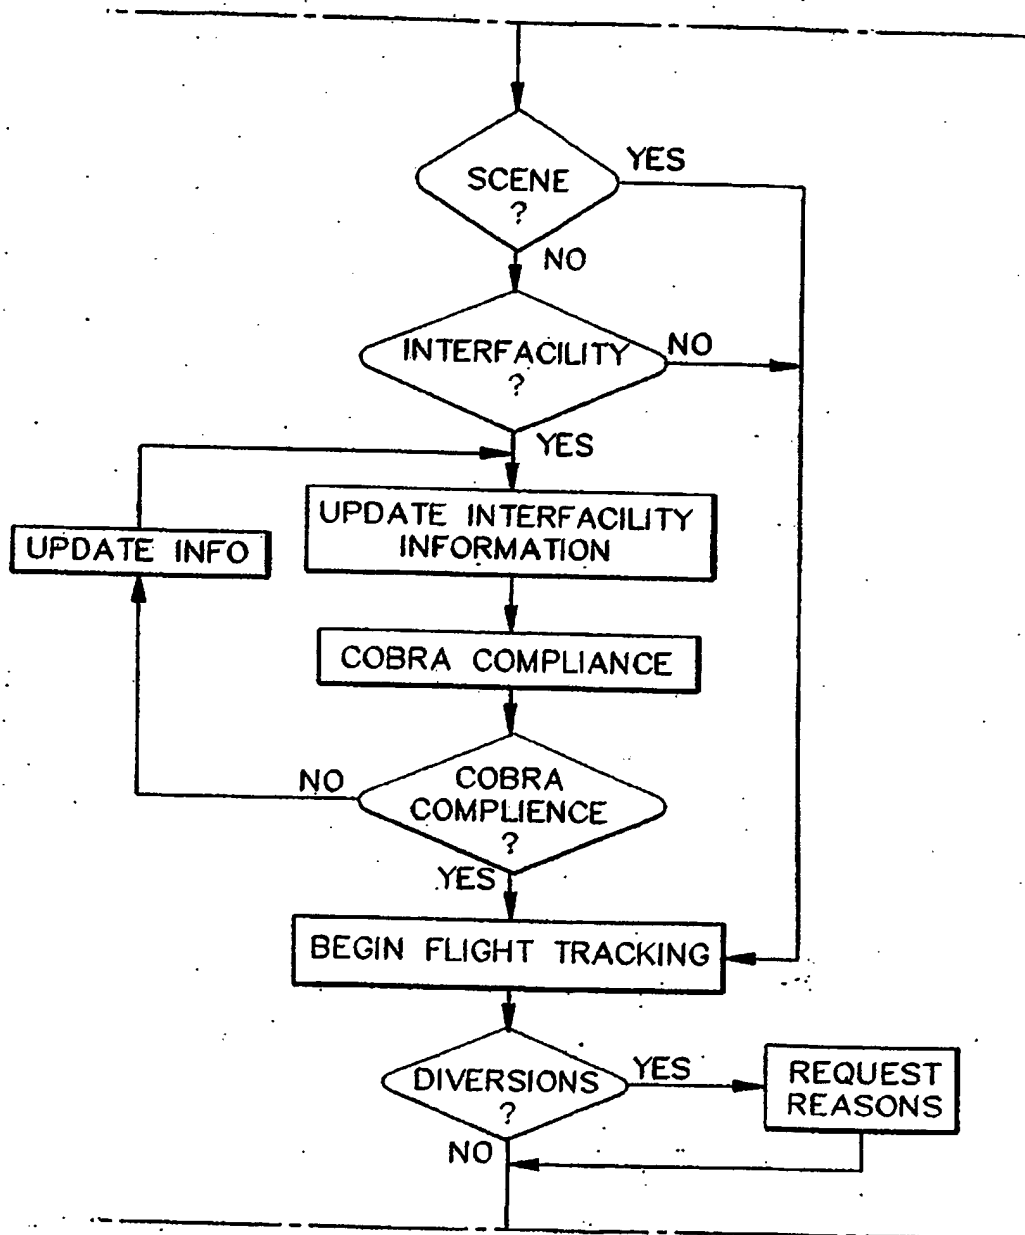 SCENE
?
YES
NO
INTERFACILITY
?
NO
YES
UPDATE INTERFACILITY
INFORMATION
UPDATE INFO
COBRA COMPLIANCE
COBRA
COMPLIENCE
?
NO
YES
BEGIN FLIGHT TRACKING
DIVERSIONS
?
YES
REQUEST
REASONS
NO